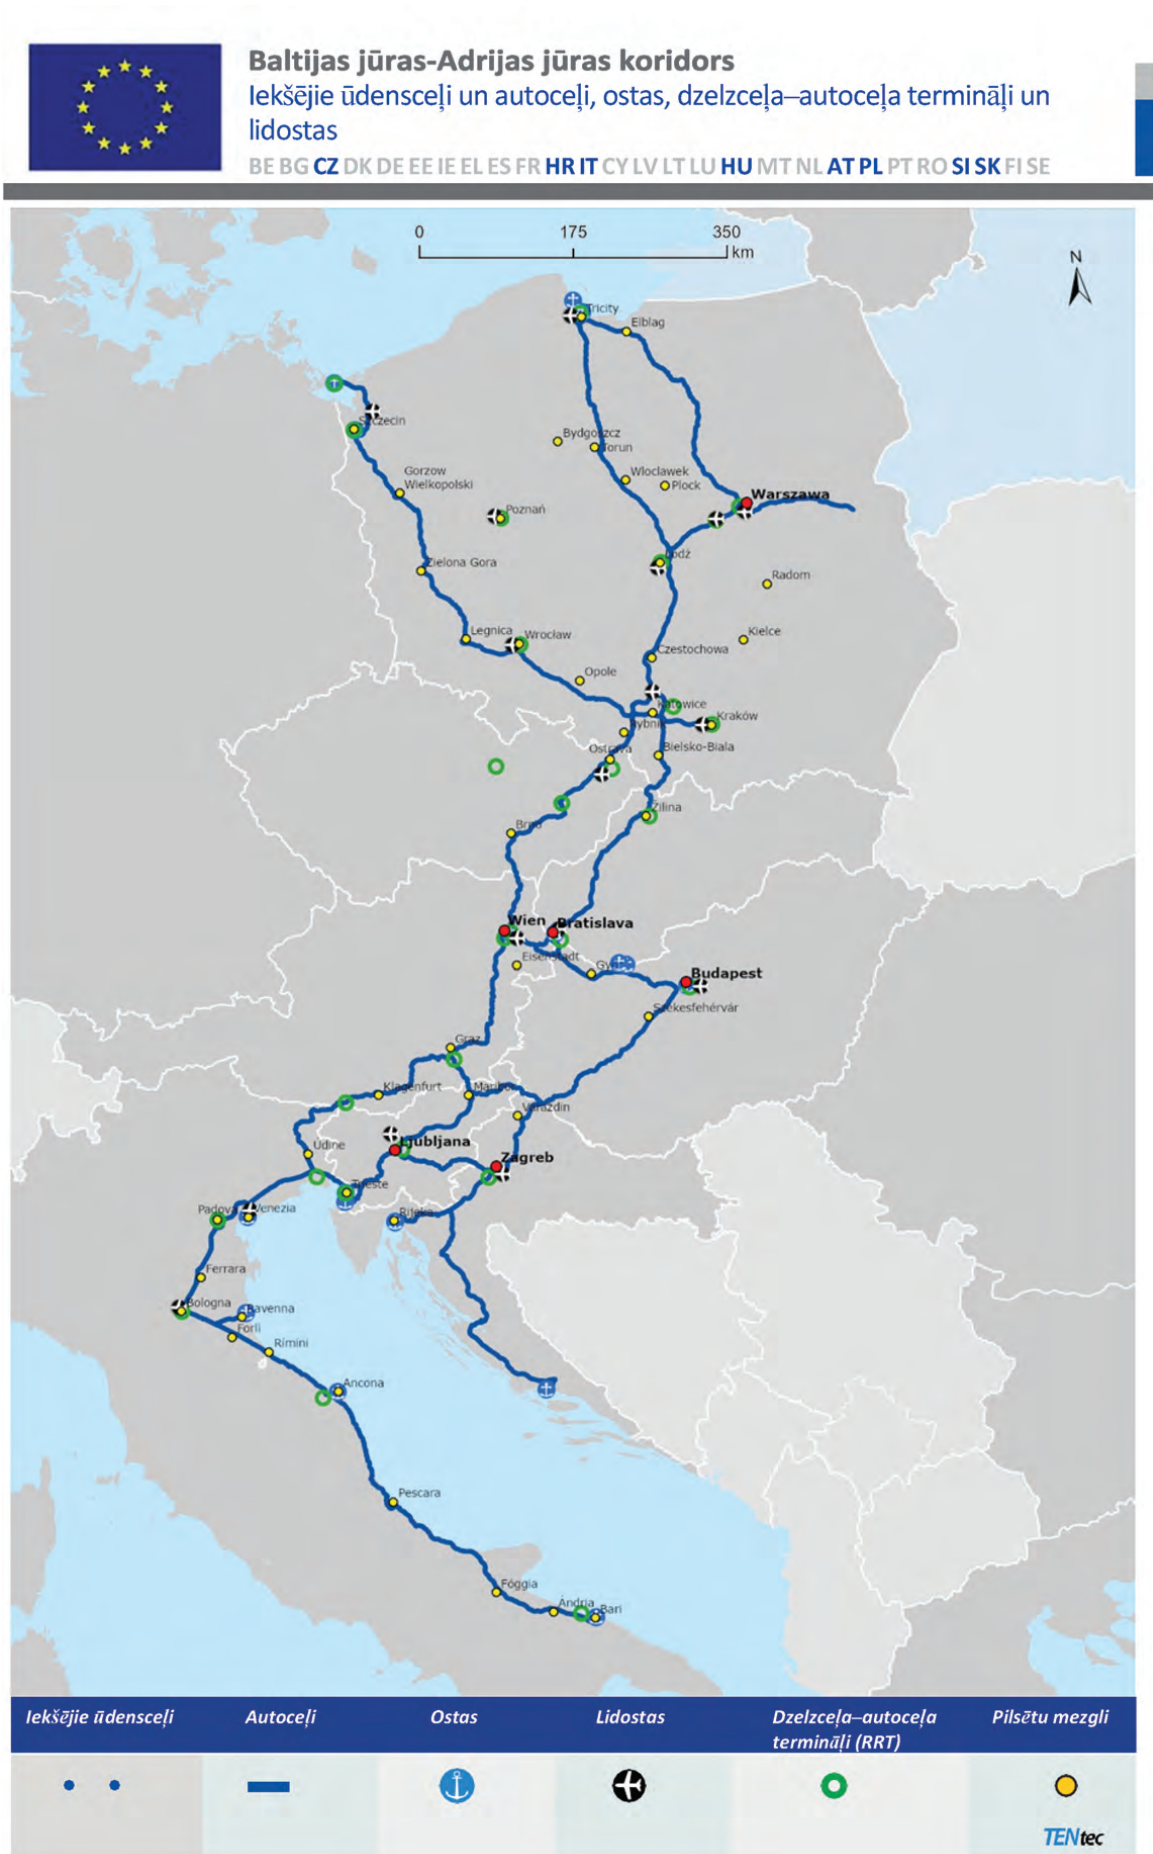 Baltijas jūras-Adrijas jūras koridors
Iekšējie ūdensceļi un autoceļi, ostas, dzelzceļa–autoceļa termināļi un
lidostas
BE BG CZ DK DE EE IE EL ES FR HR IT CY LV LT LU HU MT NL AT PL PT RO SI SK FI SE
0 175 350
km
N
Tricity
Elblag
Szczecin
Bydgoszcz
Torun
Gorzow
Wielkopolski
Wloclawek
Plock
Warszawa
Poznań
Łódź
Zielona Gora
Radom
Legnica
Wrocław
Kielce
Czestochowa
Opole
Katowice
Kraków
Rybnik
Ostrava
Bielsko-Biala
Žilina
Brno
Wien
Bratislava
Eisenstadt
Budapest
Székesfehérvár
Graz
Klagenfurt
Maribor
Varazdin
Ljubljana
Udine
Zagreb
Trieste
Padova
Venezia
Rijeka
Ferrara
Bologna
Ravenna
Forlì
Rímini
Ancona
Pescara
Fóggia
Ándria
Bari
Iekšējie ūdensceļi
Autoceļi
Ostas
Lidostas
Dzelzceļa–autoceļa
termināļi (RRT)
Pilsētu mezgli
TENtec